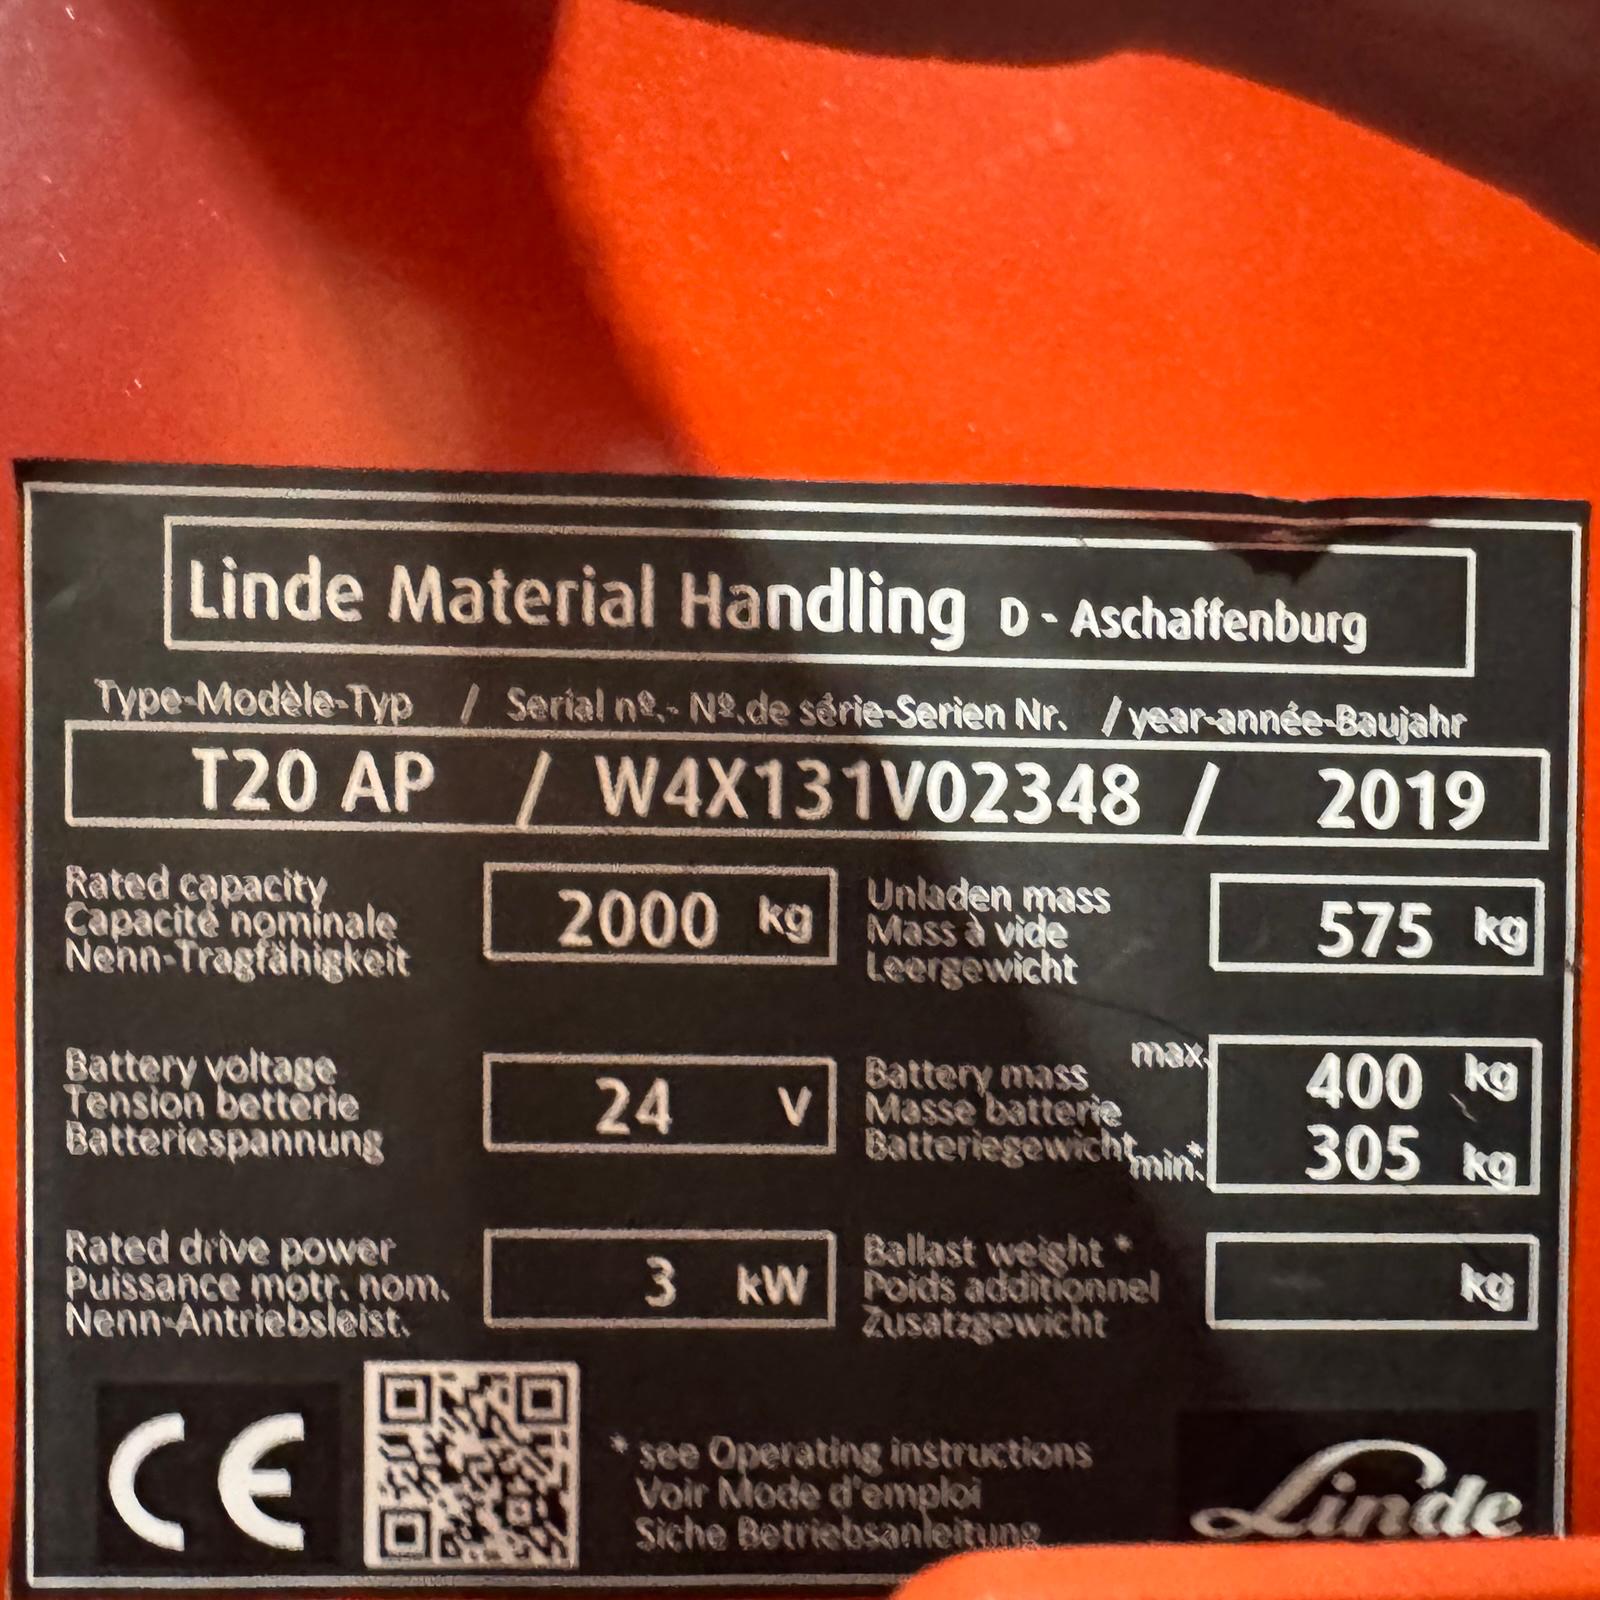 Linde Material Handling D - Aschaffenburg
Type-Modèle-Typ / Serial nº.- Nº.de série-Serien Nr. / year-année-Baujahr
T20 AP / W4X131V02348 / 2019
Rated capacity
Capacité nominale
Nenn-Tragfähigkeit
2000 kg
Unladen mass
Mass à vide
Leergewicht
575 kg
Battery voltage
Tension betterie
Batteriespannung
24 V
Battery mass
Masse batterie
Batteriegewicht
max. 400 kg
min.* 305 kg
Rated drive power
Puissance motr. nom.
Nenn-Antriebsleist.
3 kW
Ballast weight *
Poids additionnel
Zusatzgewicht
kg
CE
* see Operating instructions
Voir Mode d'emploi
Siche Betriebsanleitung
Linde